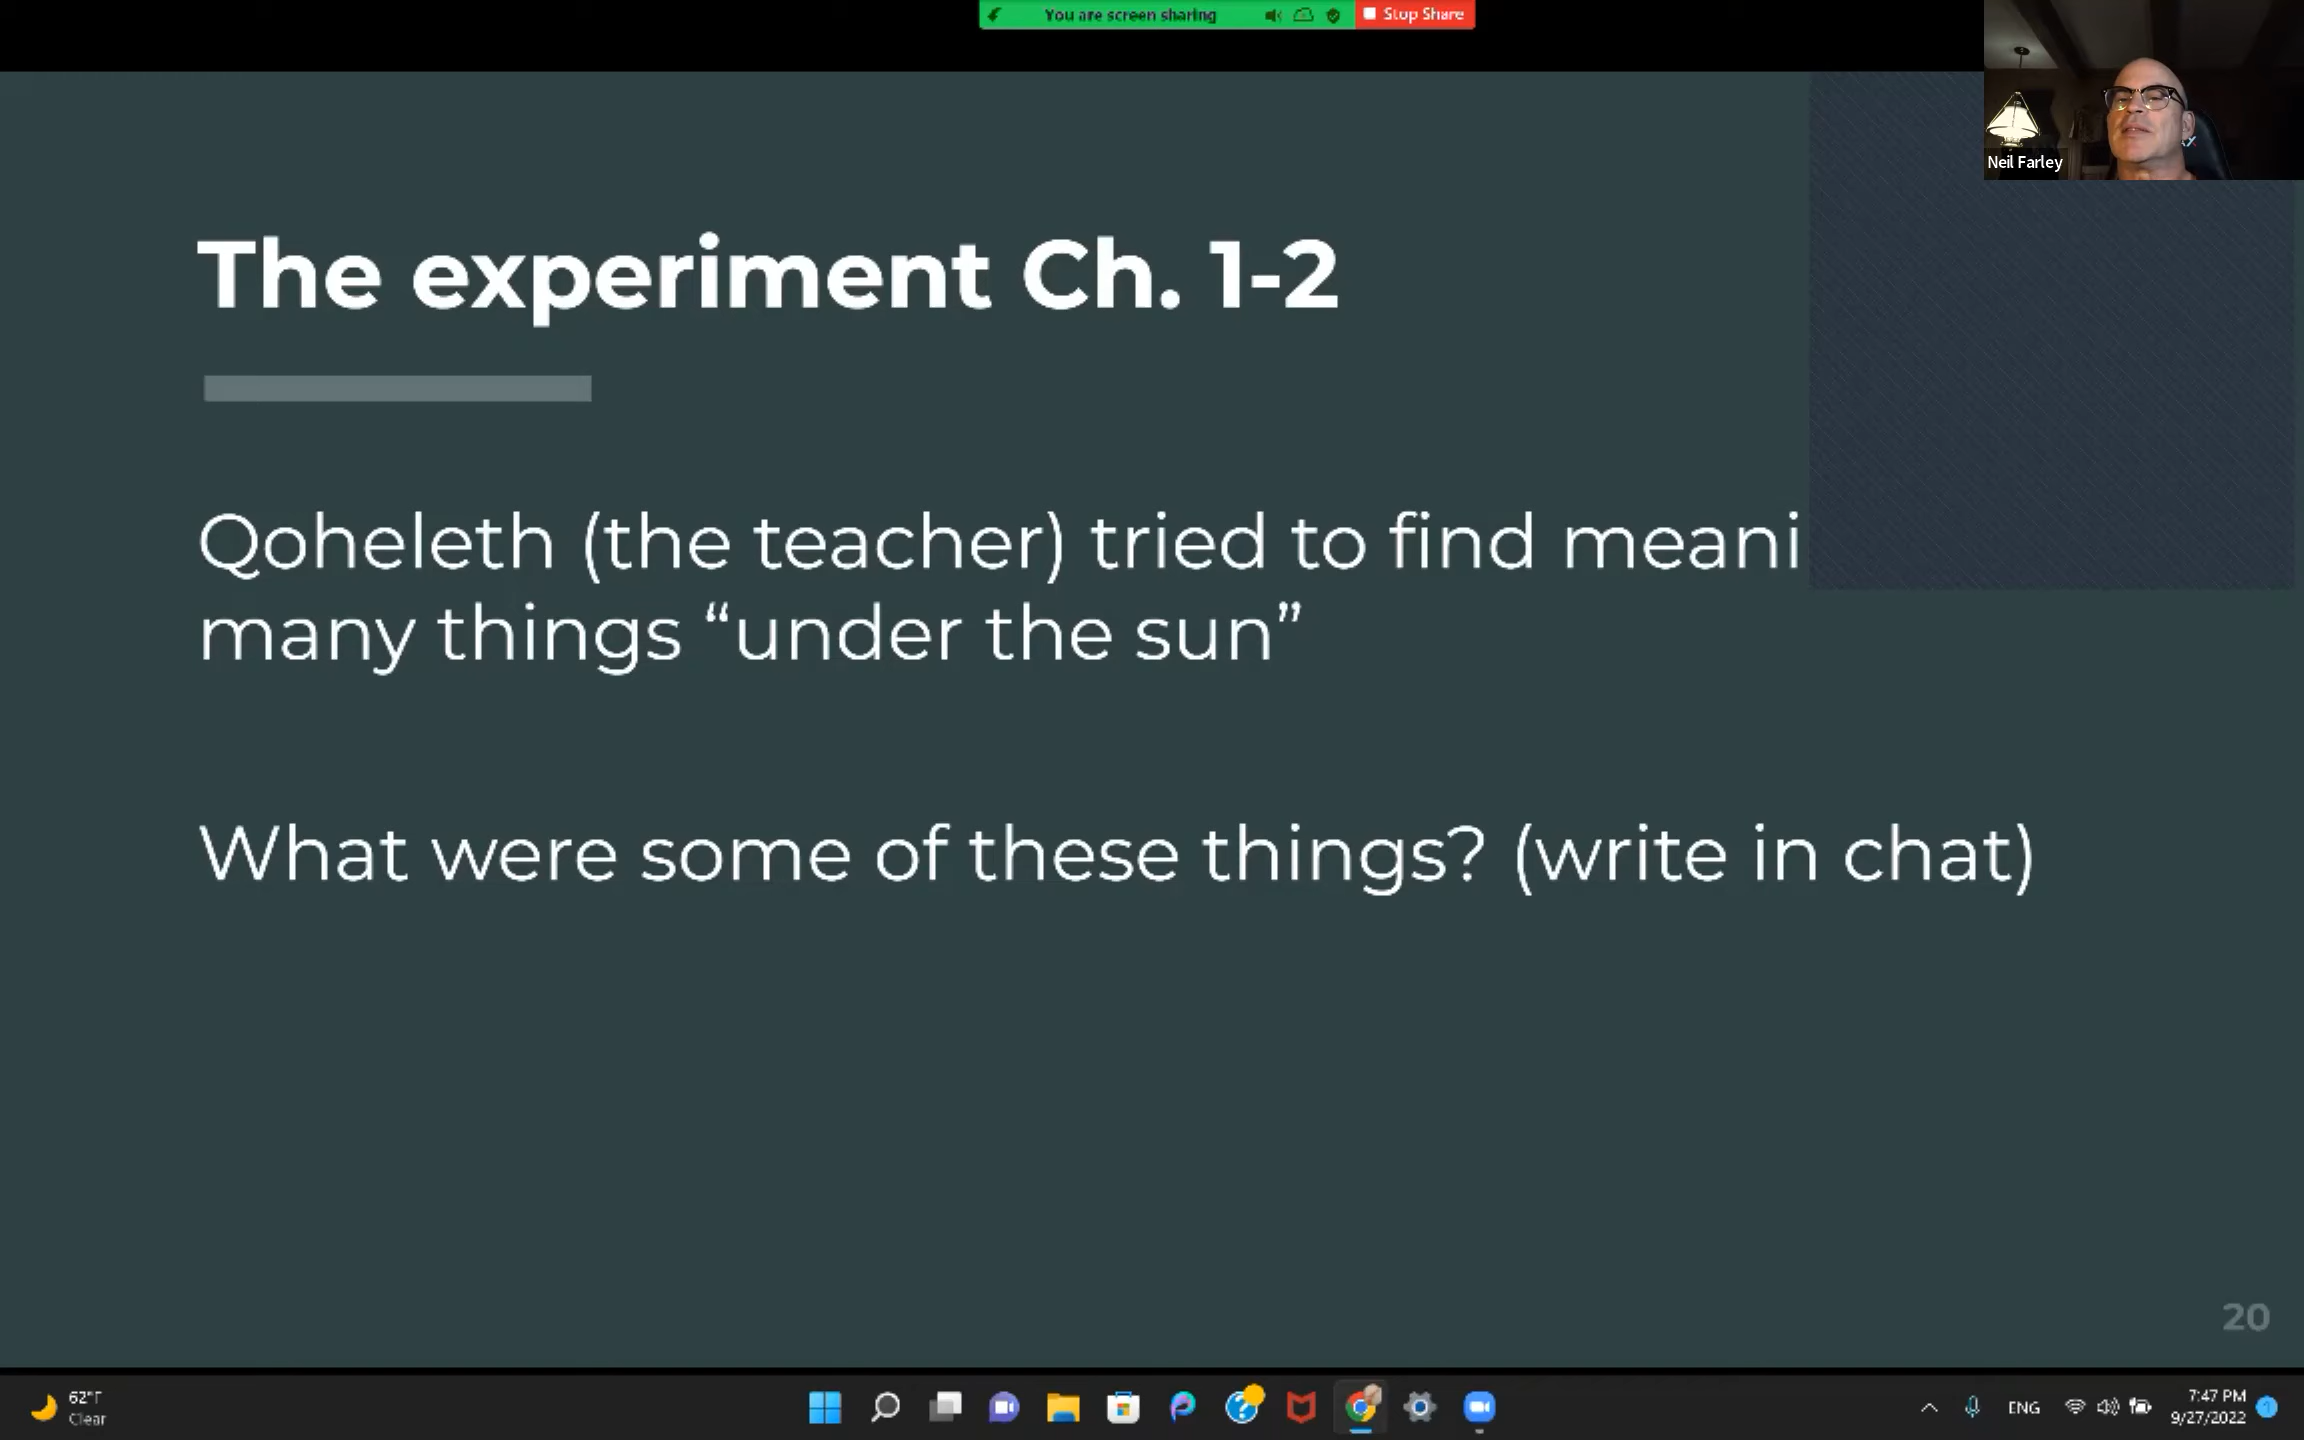 You are screen sharing
Stop Share
Neil Farley
The experiment Ch. 1-2
Qoheleth (the teacher) tried to find meani
many things “under the sun”
What were some of these things? (write in chat)
20
62°F
Clear
ENG
7:47 PM
9/27/2022